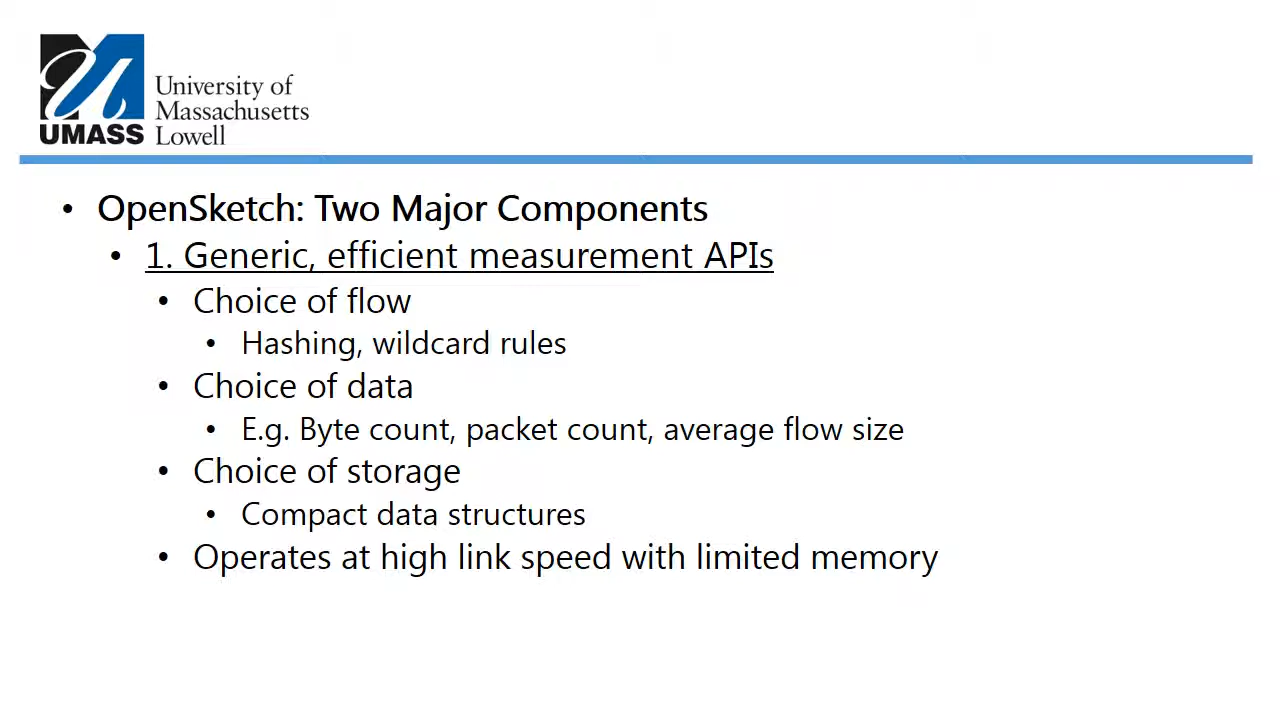 University of
Massachusetts
UMASS Lowell
• OpenSketch: Two Major Components
• 1. Generic, efficient measurement APIs
• Choice of flow
• Hashing, wildcard rules
• Choice of data
• E.g. Byte count, packet count, average flow size
• Choice of storage
• Compact data structures
• Operates at high link speed with limited memory